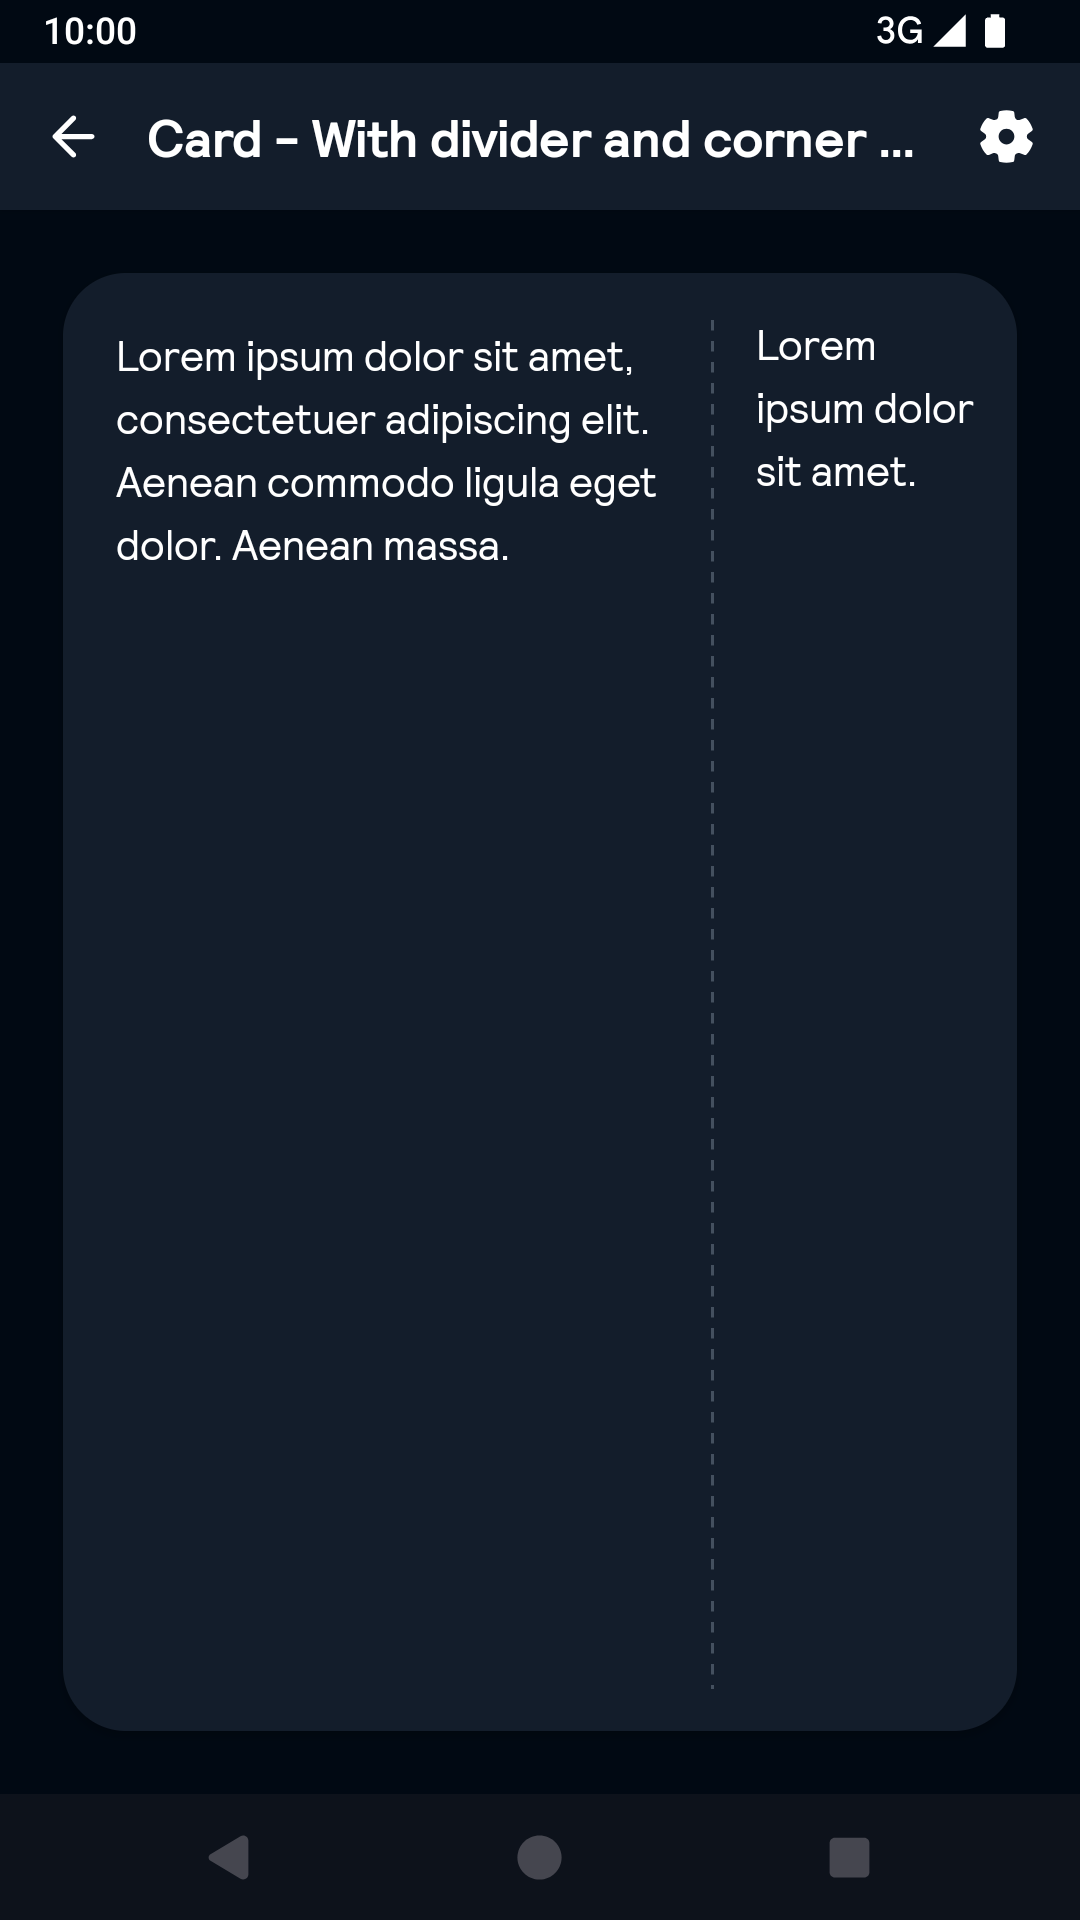 10:00
3G
Card - With divider and corner ...
Lorem ipsum dolor sit amet,
consectetuer adipiscing elit.
Aenean commodo ligula eget
dolor. Aenean massa.
Lorem
ipsum dolor
sit amet.